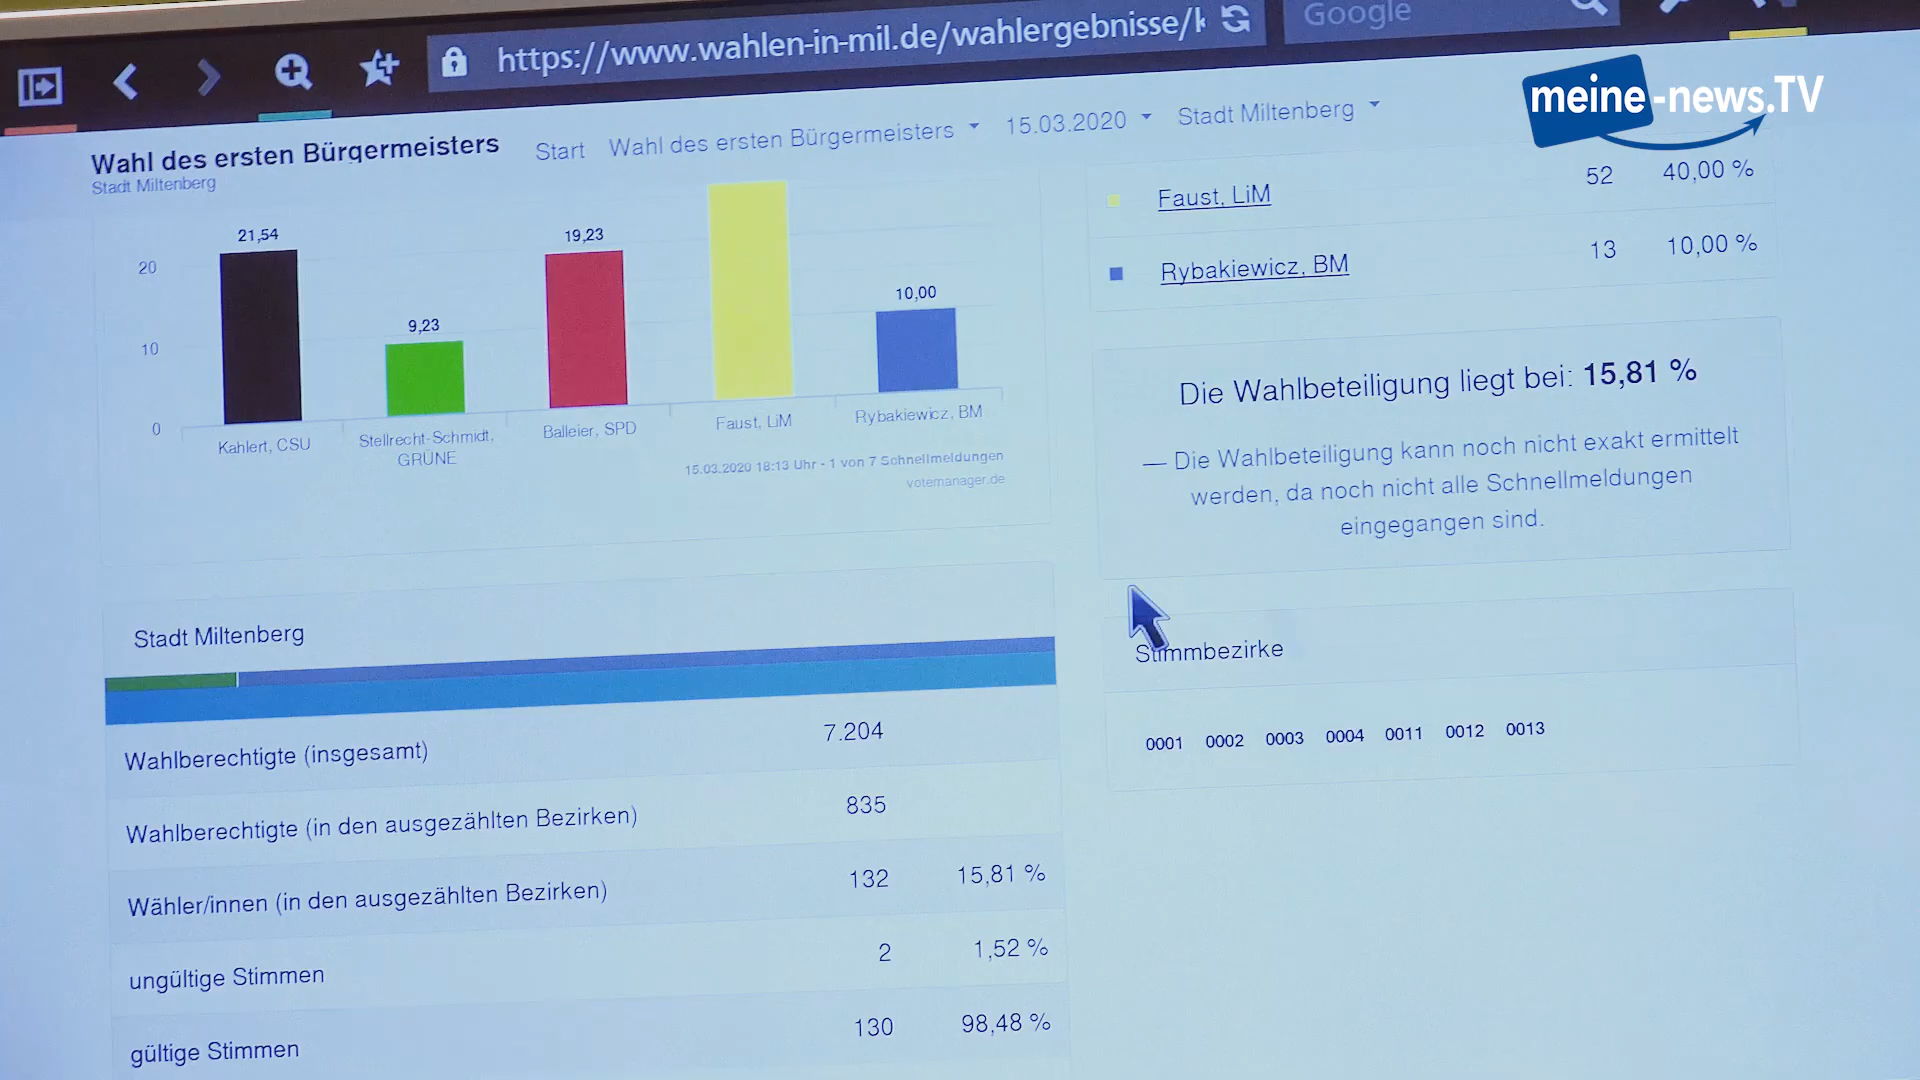 https://www.wahlen-in-mil.de/wahlergebnisse/
Google
meine-news.TV
Wahl des ersten Bürgermeisters
Stadt Miltenberg
Start Wahl des ersten Bürgermeisters 15.03.2020 Stadt Miltenberg
21,54
9,23
19,23
10,00
20
10
0
Kahlert, CSU
Stellrecht-Schmidt,
GRÜNE
Balleier, SPD
Faust, LiM
Rybakiewicz, BM
15.03.2020 18:13 Uhr - 1 von 7 Schnellmeldungen
votemanager.de
Faust, LiM 52 40,00 %
Rybakiewicz, BM 13 10,00 %
Die Wahlbeteiligung liegt bei: 15,81 %
— Die Wahlbeteiligung kann noch nicht exakt ermittelt
werden, da noch nicht alle Schnellmeldungen
eingegangen sind.
Stadt Miltenberg
Wahlberechtigte (insgesamt) 7.204
Wahlberechtigte (in den ausgezählten Bezirken) 835
Wähler/innen (in den ausgezählten Bezirken) 132 15,81 %
ungültige Stimmen 2 1,52 %
gültige Stimmen 130 98,48 %
Stimmbezirke
0001 0002 0003 0004 0011 0012 0013